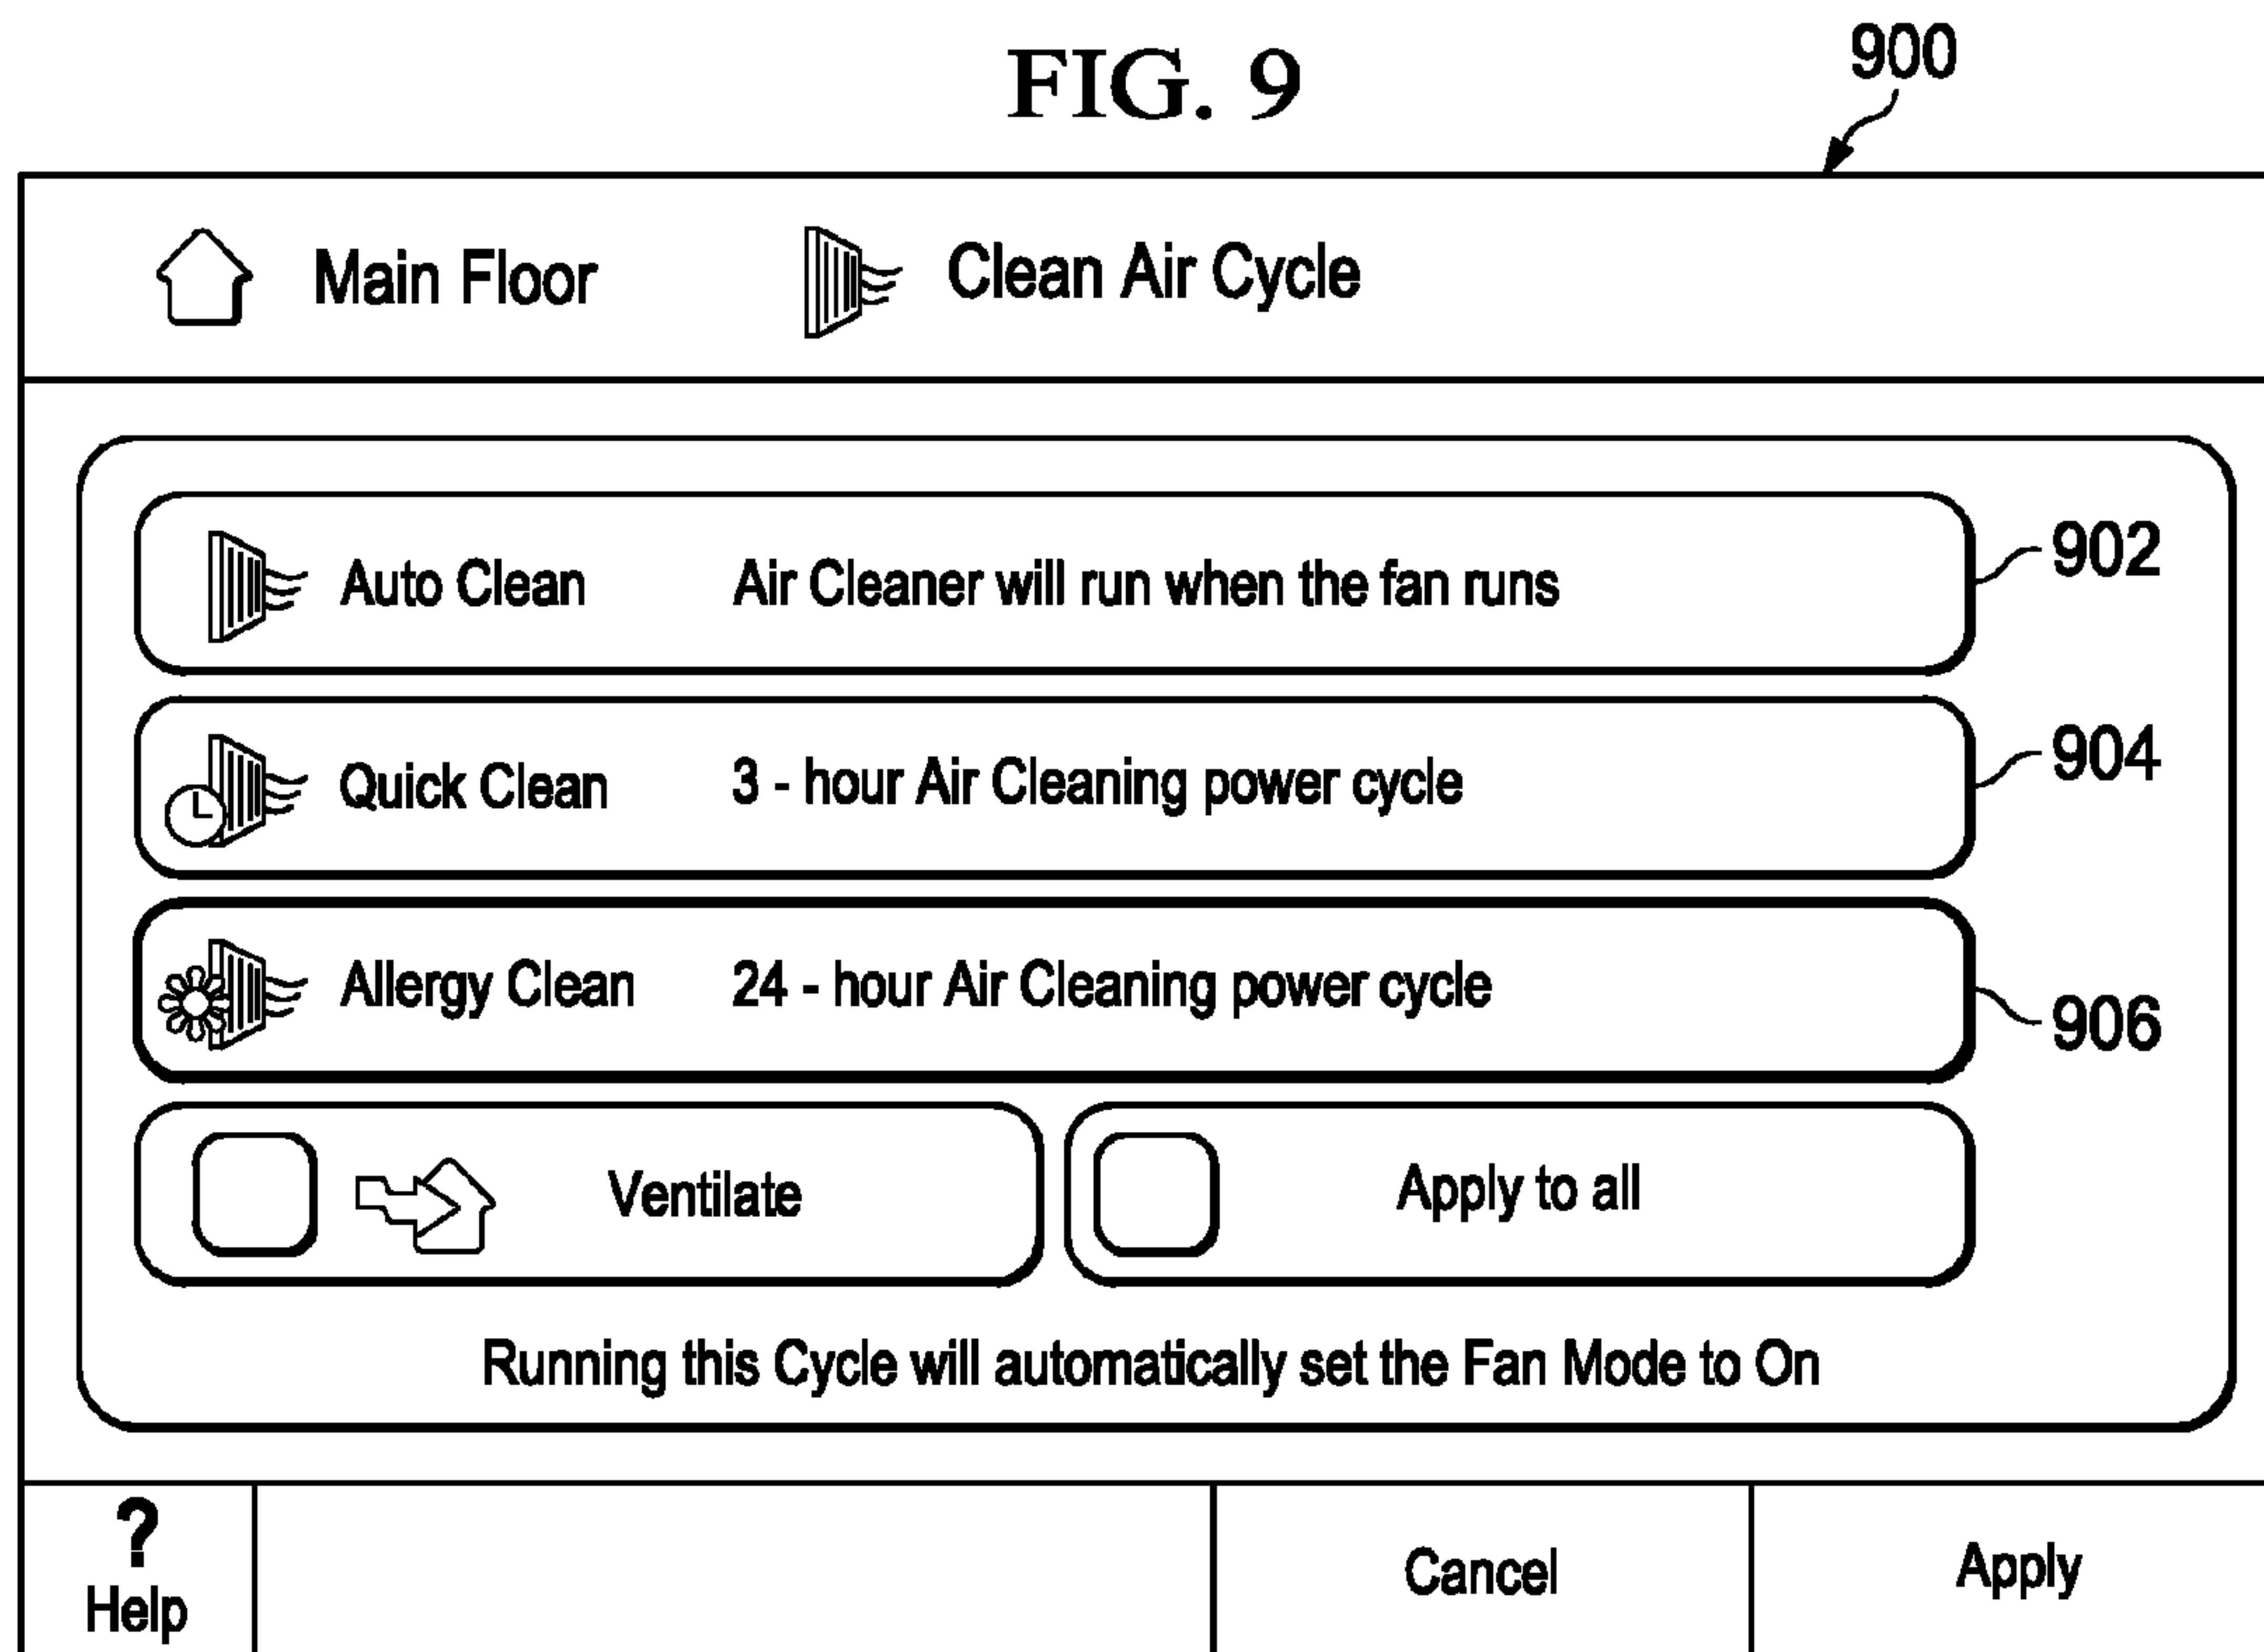 FIG. 9
900
Main Floor Clean Air Cycle
Auto Clean Air Cleaner will run when the fan runs 902
Quick Clean 3 - hour Air Cleaning power cycle 904
Allergy Clean 24 - hour Air Cleaning power cycle 906
Ventilate Apply to all
Running this Cycle will automatically set the Fan Mode to On
?
Help Cancel Apply